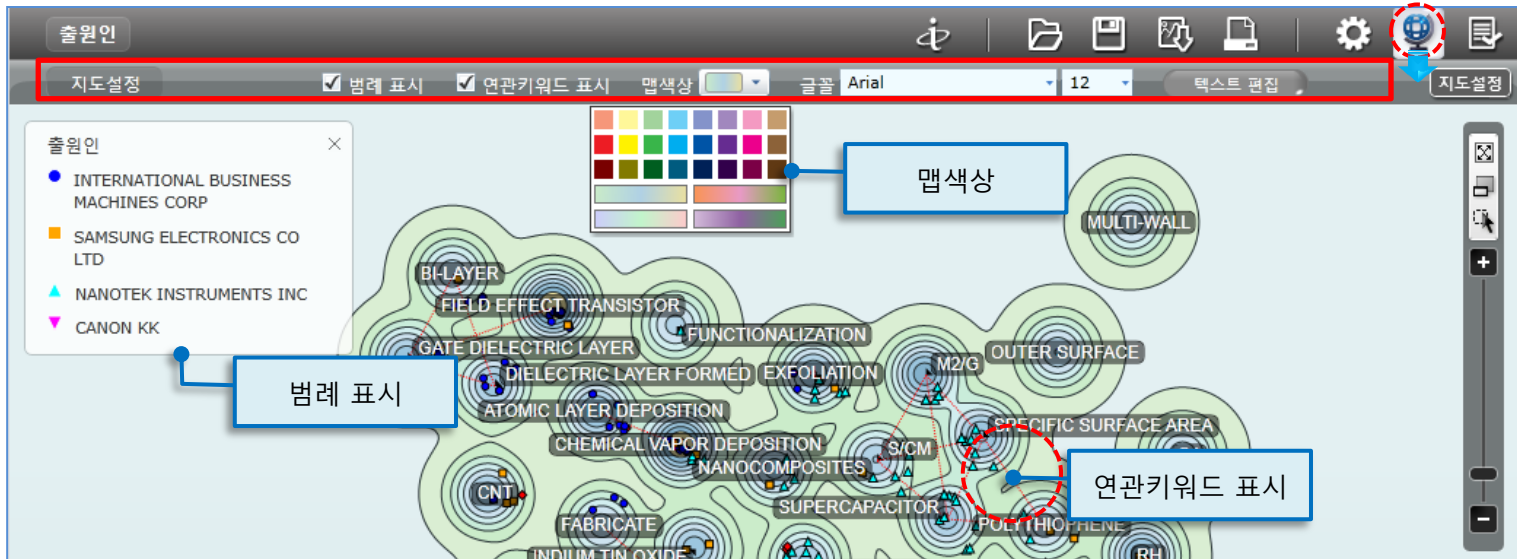 출원인
지도설정
범례 표시
연관키워드 표시
맵색상
글꼴
Arial
12
텍스트 편집
지도설정
출원인
INTERNATIONAL BUSINESS
MACHINES CORP
SAMSUNG ELECTRONICS CO
LTD
NANOTEK INSTRUMENTS INC
CANON KK
맵색상
MULTI-WALL
BI-LAYER
FIELD EFFECT TRANSISTOR
FUNCTIONALIZATION
GATE DIELECTRIC LAYER
OUTER SURFACE
M2/G
DIELECTRIC LAYER FORMED
EXFOLIATION
범례 표시
ATOMIC LAYER DEPOSITION
SPECIFIC SURFACE AREA
CHEMICAL VAPOR DEPOSITION
S/CM
NANOCOMPOSITES
연관키워드 표시
CNT
SUPERCAPACITOR
FABRICATE
POLYTHIOPHENE
INDIUM TIN OXIDE
RH